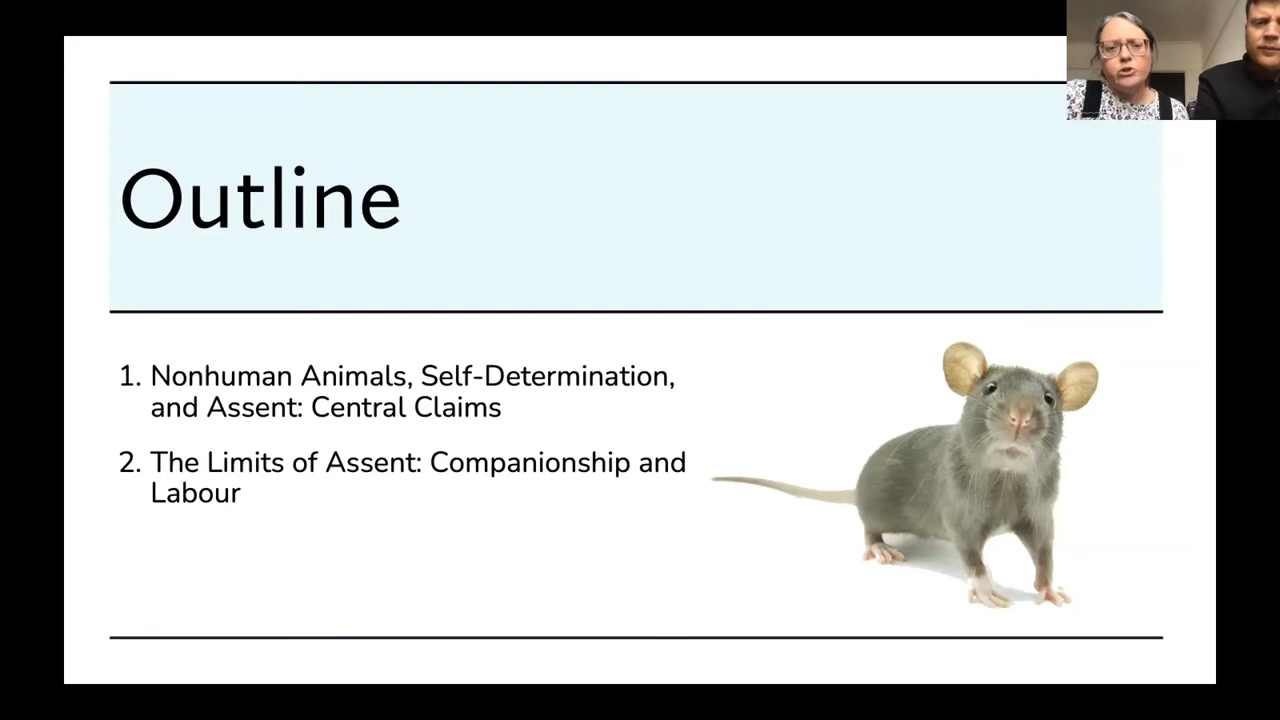 Outline
1. Nonhuman Animals, Self-Determination,
and Assent: Central Claims
2. The Limits of Assent: Companionship and
Labour